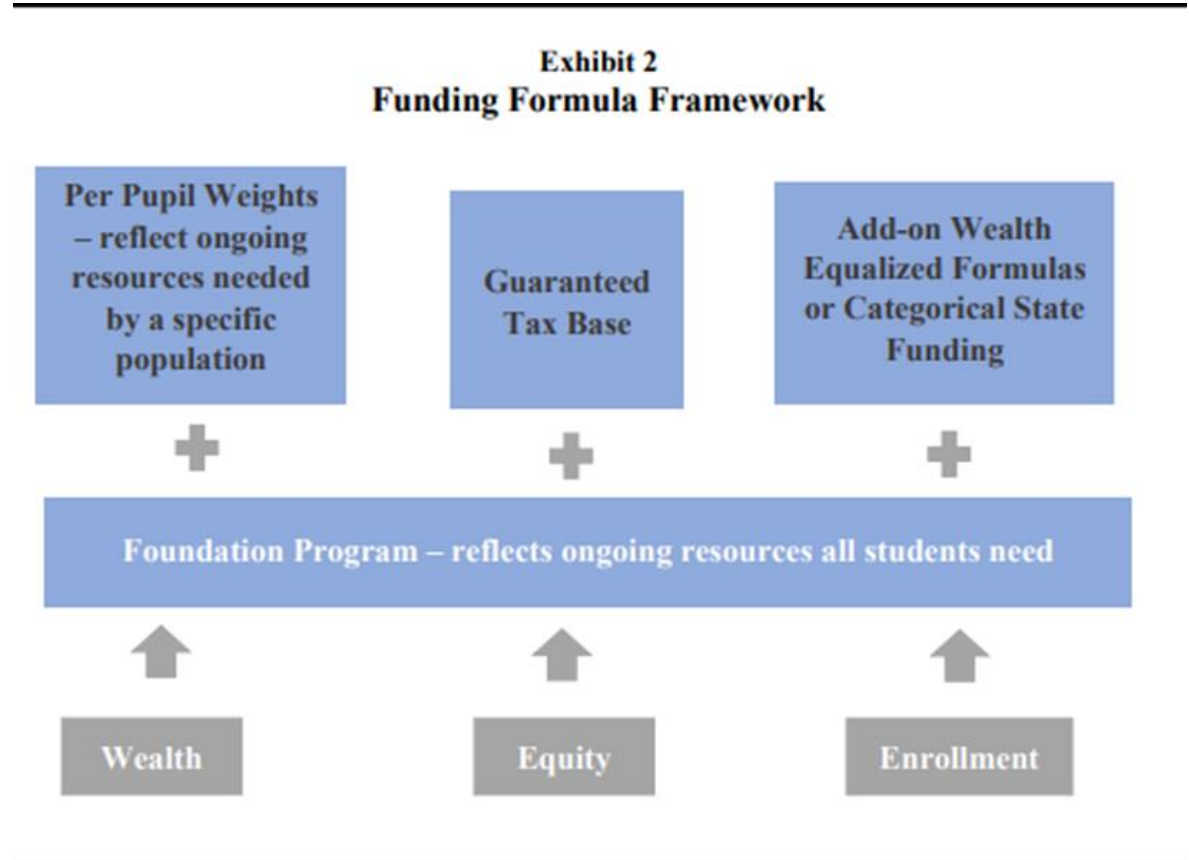 Exhibit 2
Funding Formula Framework
Per Pupil Weights
– reflect ongoing
resources needed
by a specific
population
Guaranteed
Tax Base
Add-on Wealth
Equalized Formulas
or Categorical State
Funding
Foundation Program – reflects ongoing resources all students need
Wealth
Equity
Enrollment